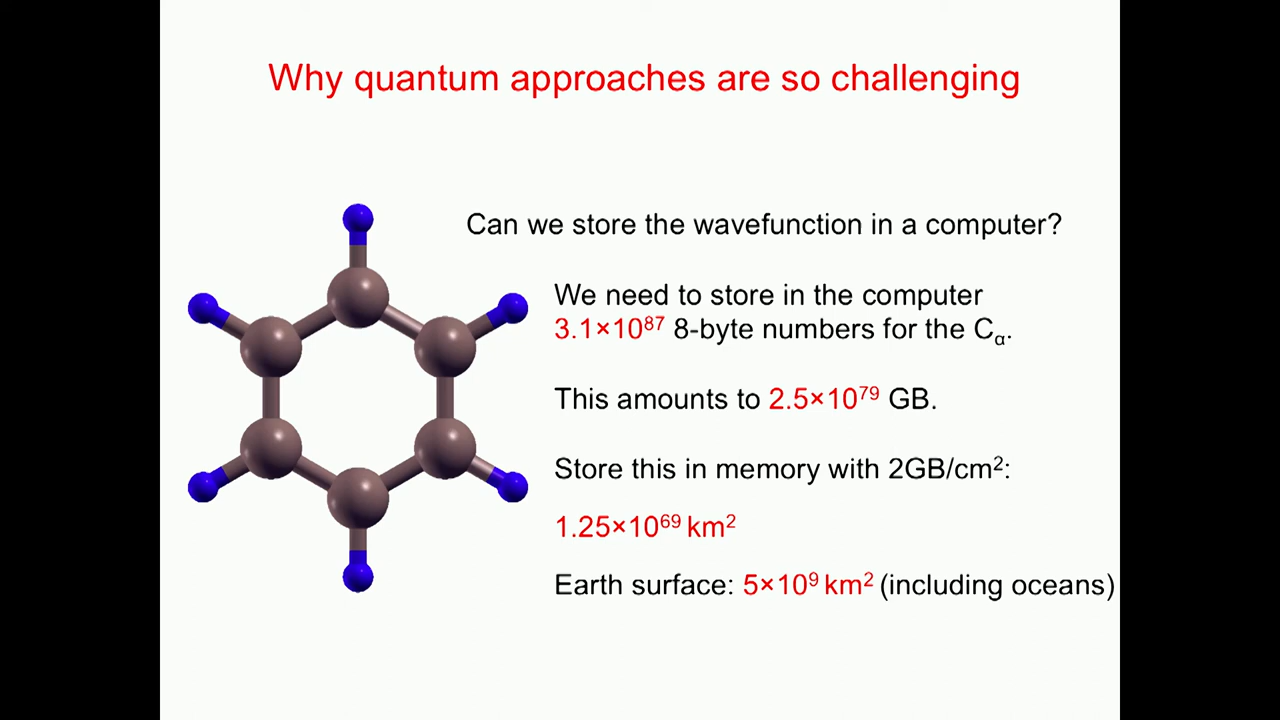 Why quantum approaches are so challenging
Can we store the wavefunction in a computer?
We need to store in the computer
3.1×10⁸⁷ 8-byte numbers for the Cα.
This amounts to 2.5×10⁷⁹ GB.
Store this in memory with 2GB/cm²:
1.25×10⁶⁹ km²
Earth surface: 5×10⁹ km² (including oceans)